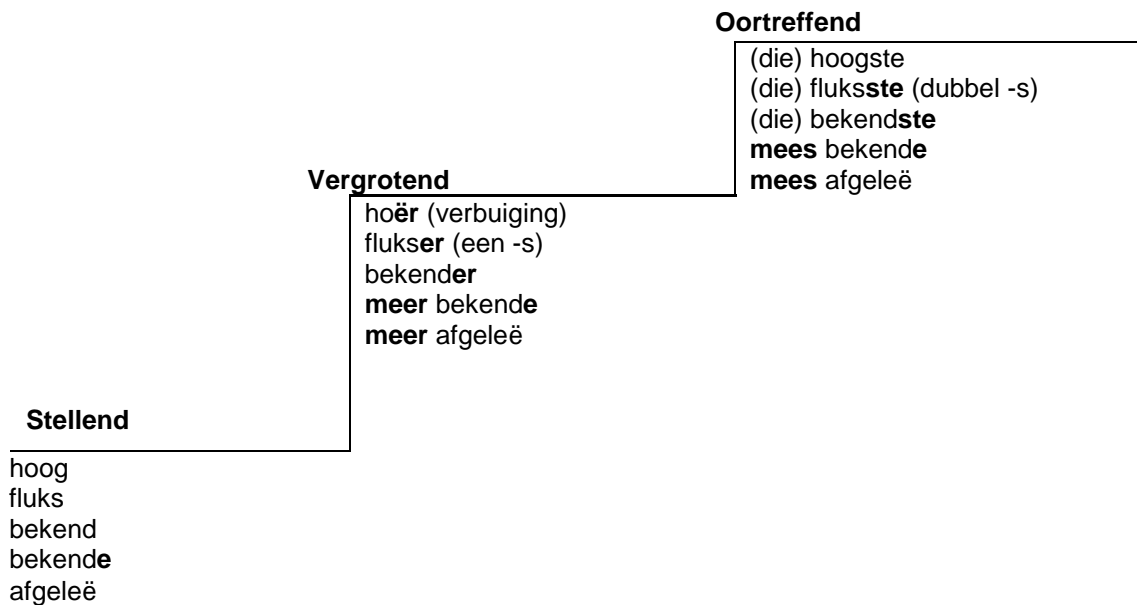 Oortreffend
(die) hoogste
(die) fluksste (dubbel -s)
(die) bekendste
mees bekende
mees afgeleë
Vergrotend
hoër (verbuiging)
flukser (een -s)
bekender
meer bekende
meer afgeleë
Stellend
hoog
fluks
bekend
bekende
afgeleë